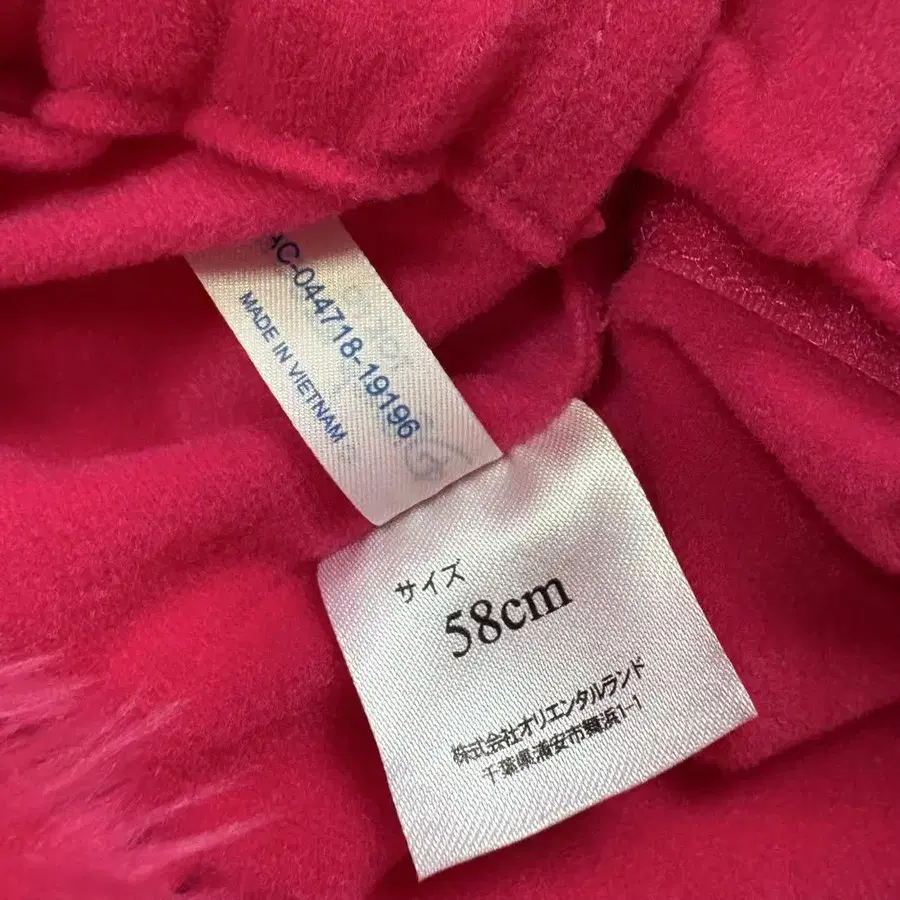 AC-044718-19196
MADE IN VIETNAM
サイズ
58cm
株式会社オリエンタルランド
千葉県浦安市舞浜1-1